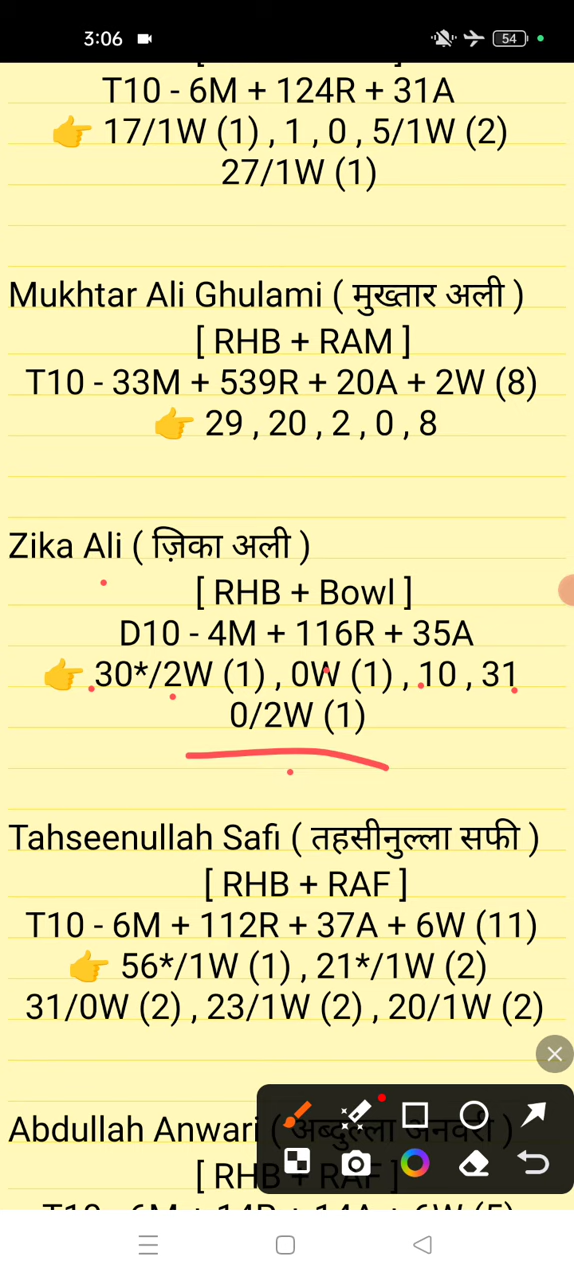 3:06
54
T10 - 6M + 124R + 31A
👉 17/1W (1) , 1 , 0 , 5/1W (2)
27/1W (1)
Mukhtar Ali Ghulami ( मुख्तार अली )
[ RHB + RAM ]
T10 - 33M + 539R + 20A + 2W (8)
👉 29 , 20 , 2 , 0 , 8
Zika Ali ( ज़िका अली )
[ RHB + Bowl ]
D10 - 4M + 116R + 35A
👉 30*/2W (1) , 0W (1) , 10 , 31
0/2W (1)
Tahseenullah Safi ( तहसीनुल्ला सफी )
[ RHB + RAF ]
T10 - 6M + 112R + 37A + 6W (11)
👉 56*/1W (1) , 21*/1W (2)
31/0W (2) , 23/1W (2) , 20/1W (2)
Abdullah Anwari ( अब्दुल्ला अनवरी )
[ RHB + RAF ]